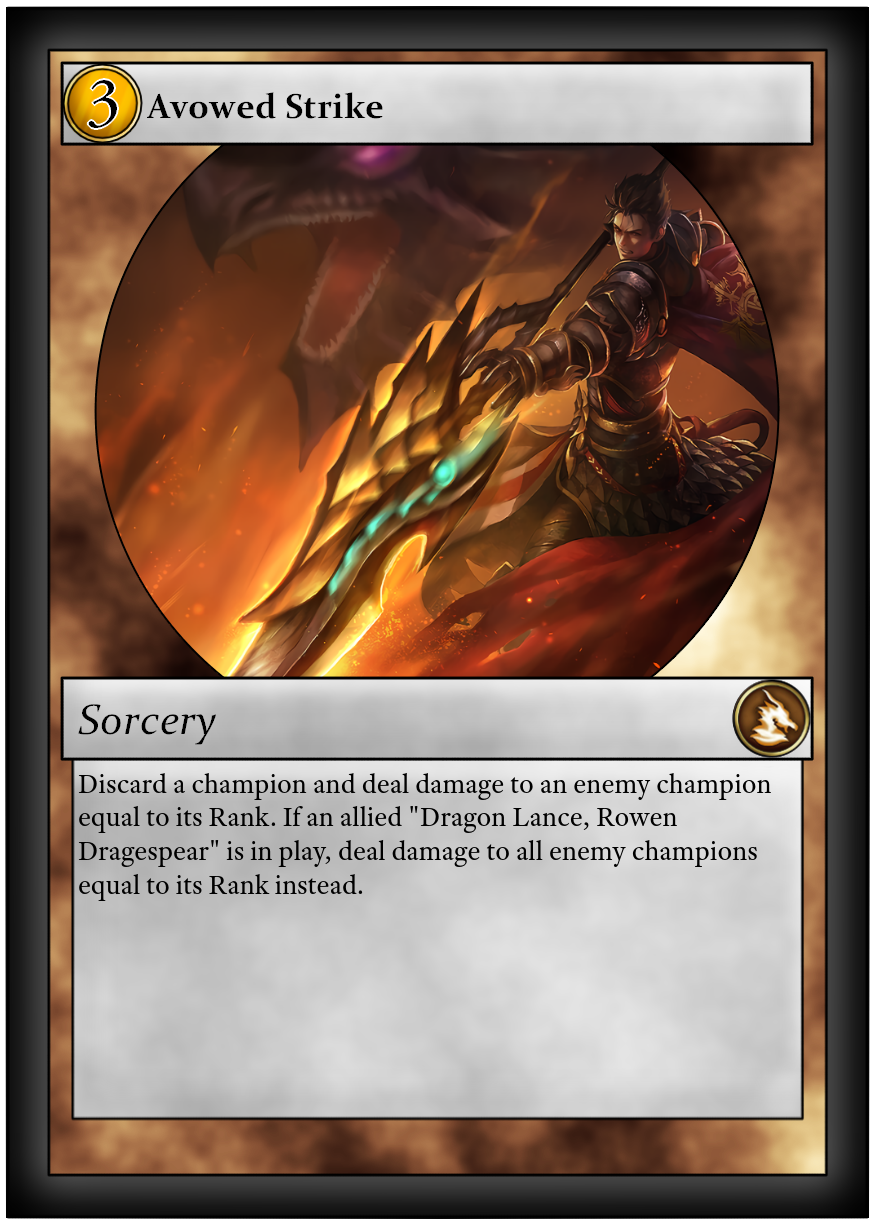 3 Avowed Strike
Sorcery
Discard a champion and deal damage to an enemy champion
equal to its Rank. If an allied "Dragon Lance, Rowen
Dragespear" is in play, deal damage to all enemy champions
equal to its Rank instead.